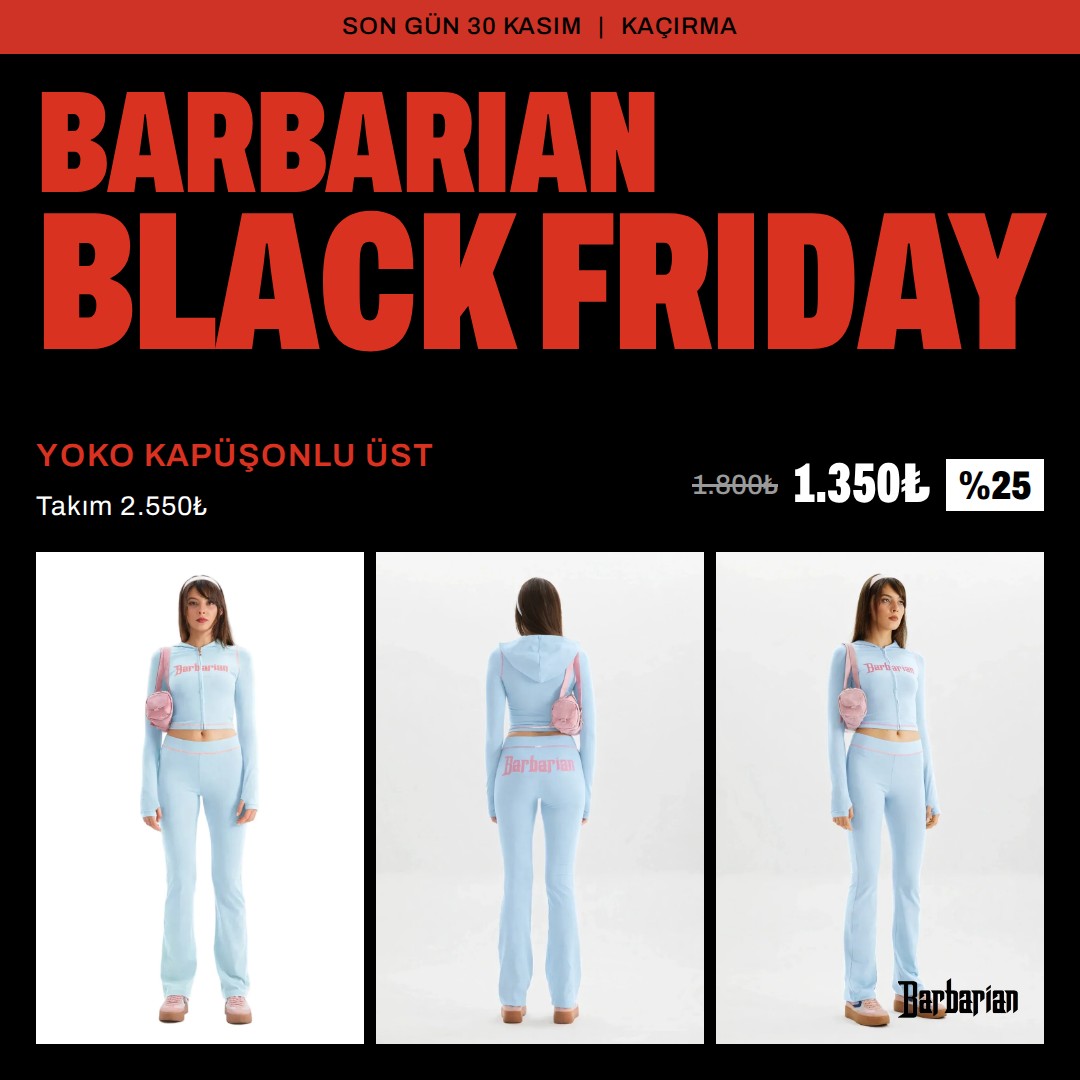 SON GÜN 30 KASIM | KAÇIRMA
BARBARIAN
BLACK FRIDAY
YOKO KAPÜŞONLU ÜST
Takım 2.550₺
1.800₺ 1.350₺ %25
Barbarian
Barbarian
Barbarian
Barbarian